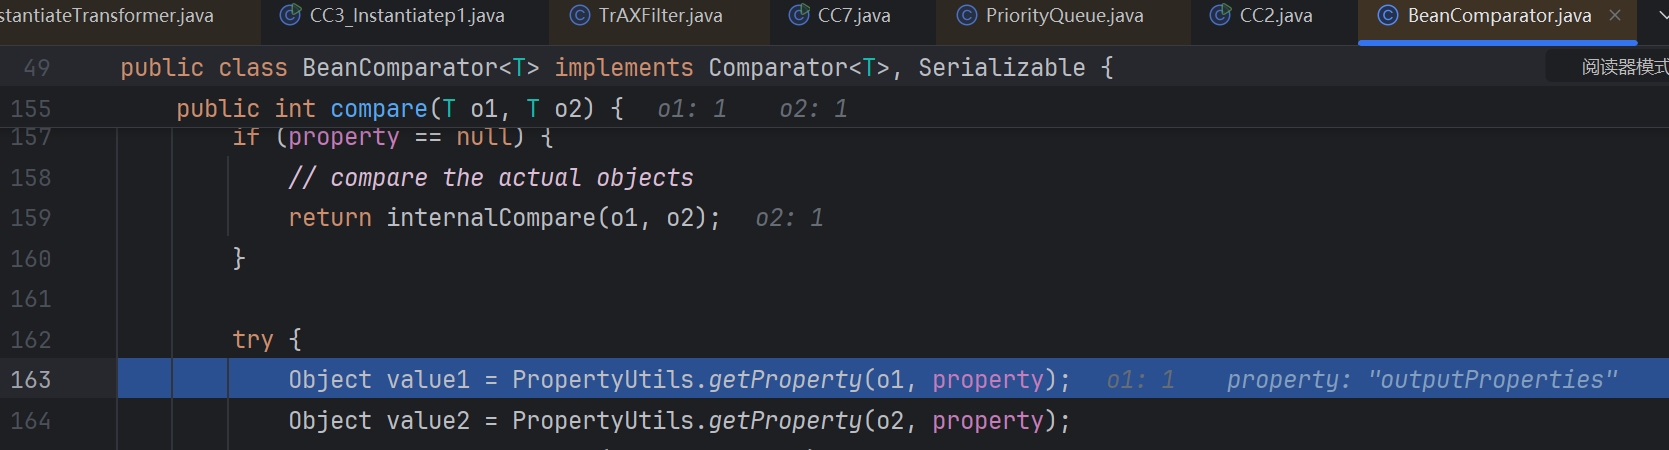 stantiateTransformer.java CC3_Instantiatep1.java TrAXFilter.java CC7.java PriorityQueue.java CC2.java BeanComparator.java
49 public class BeanComparator<T> implements Comparator<T>, Serializable { 阅读器模式
155 public int compare(T o1, T o2) { o1: 1 o2: 1
157 if (property == null) {
158 // compare the actual objects
159 return internalCompare(o1, o2); o2: 1
160 }
161
162 try {
163 Object value1 = PropertyUtils.getProperty(o1, property); o1: 1 property: "outputProperties"
164 Object value2 = PropertyUtils.getProperty(o2, property);